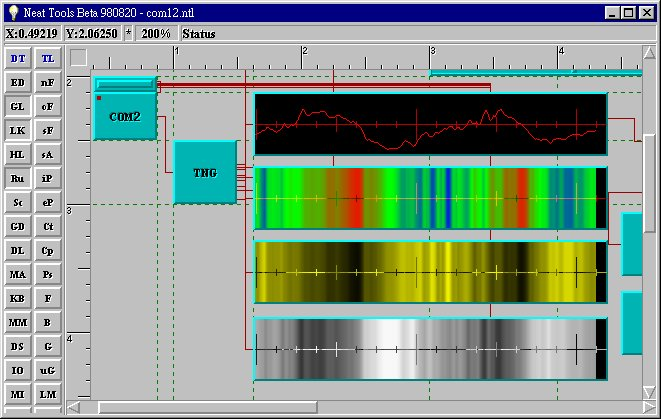 Neat Tools Beta 980820 - com12.ntl
X:0.49219 Y:2.06250 * 200% Status
DT TL
ED nF
GL cF
LK sF
HL sA
Ru iP
Sc eP
GD Ct
DL Cp
MA Ps
KB F
MM B
DS G
IO uG
MI LM
1 2 3 4
2
3
4
COM2
TNG